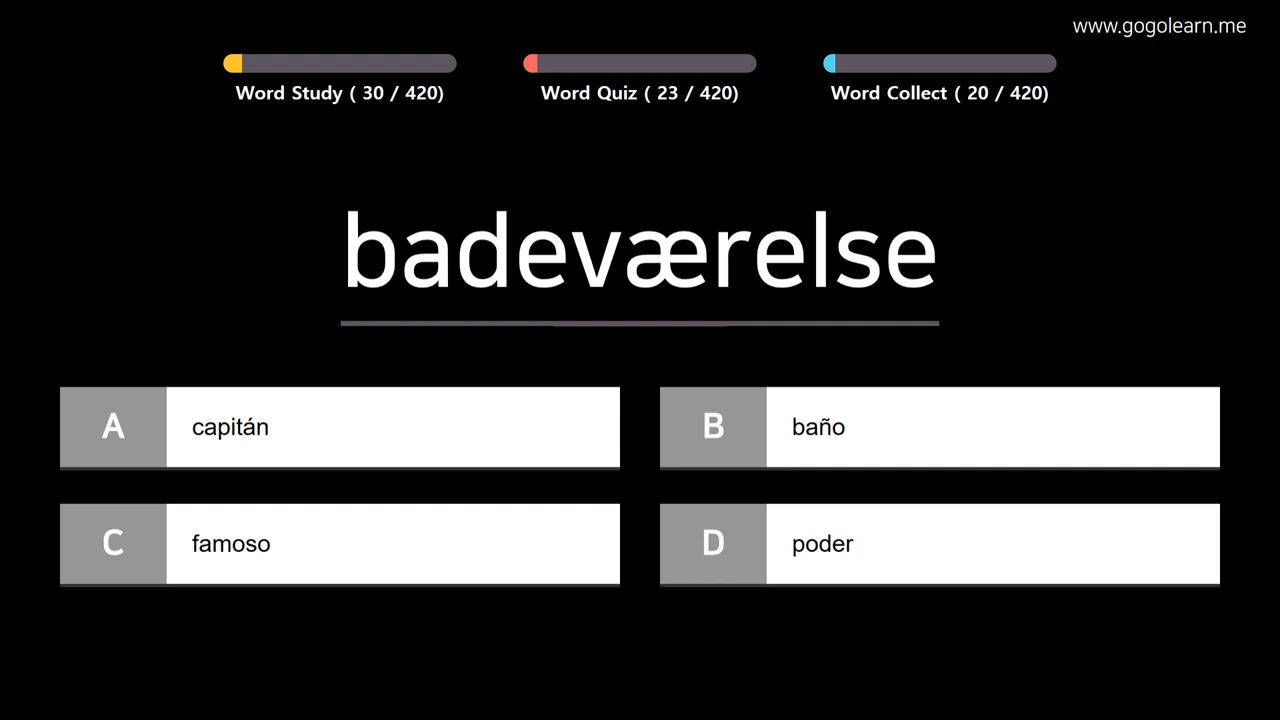 www.gogolearn.me
Word Study ( 30 / 420)
Word Quiz ( 23 / 420)
Word Collect ( 20 / 420)
badeværelse
A capitán
B baño
C famoso
D poder